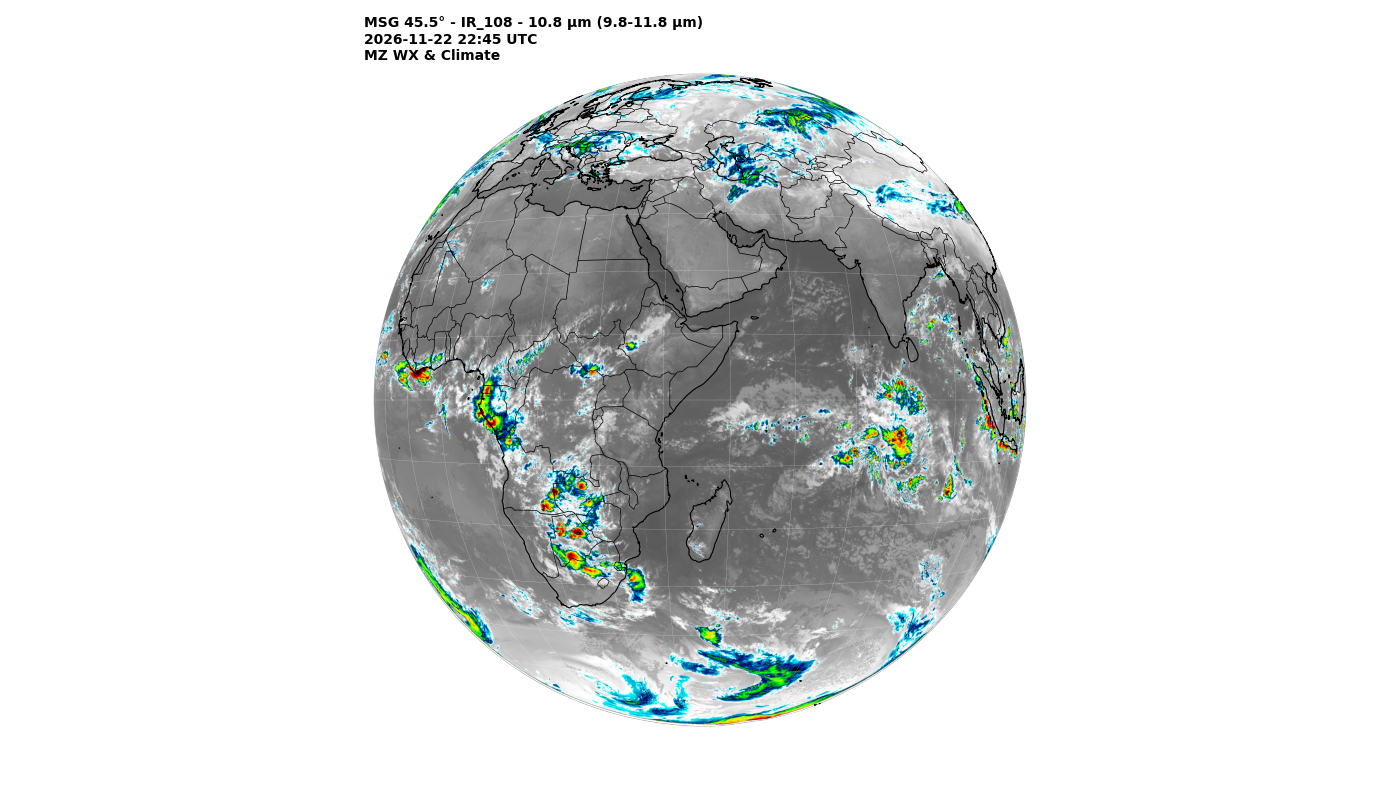 MSG 45.5° - IR_108 - 10.8 µm (9.8-11.8 µm)
2026-11-22 22:45 UTC
MZ WX & Climate